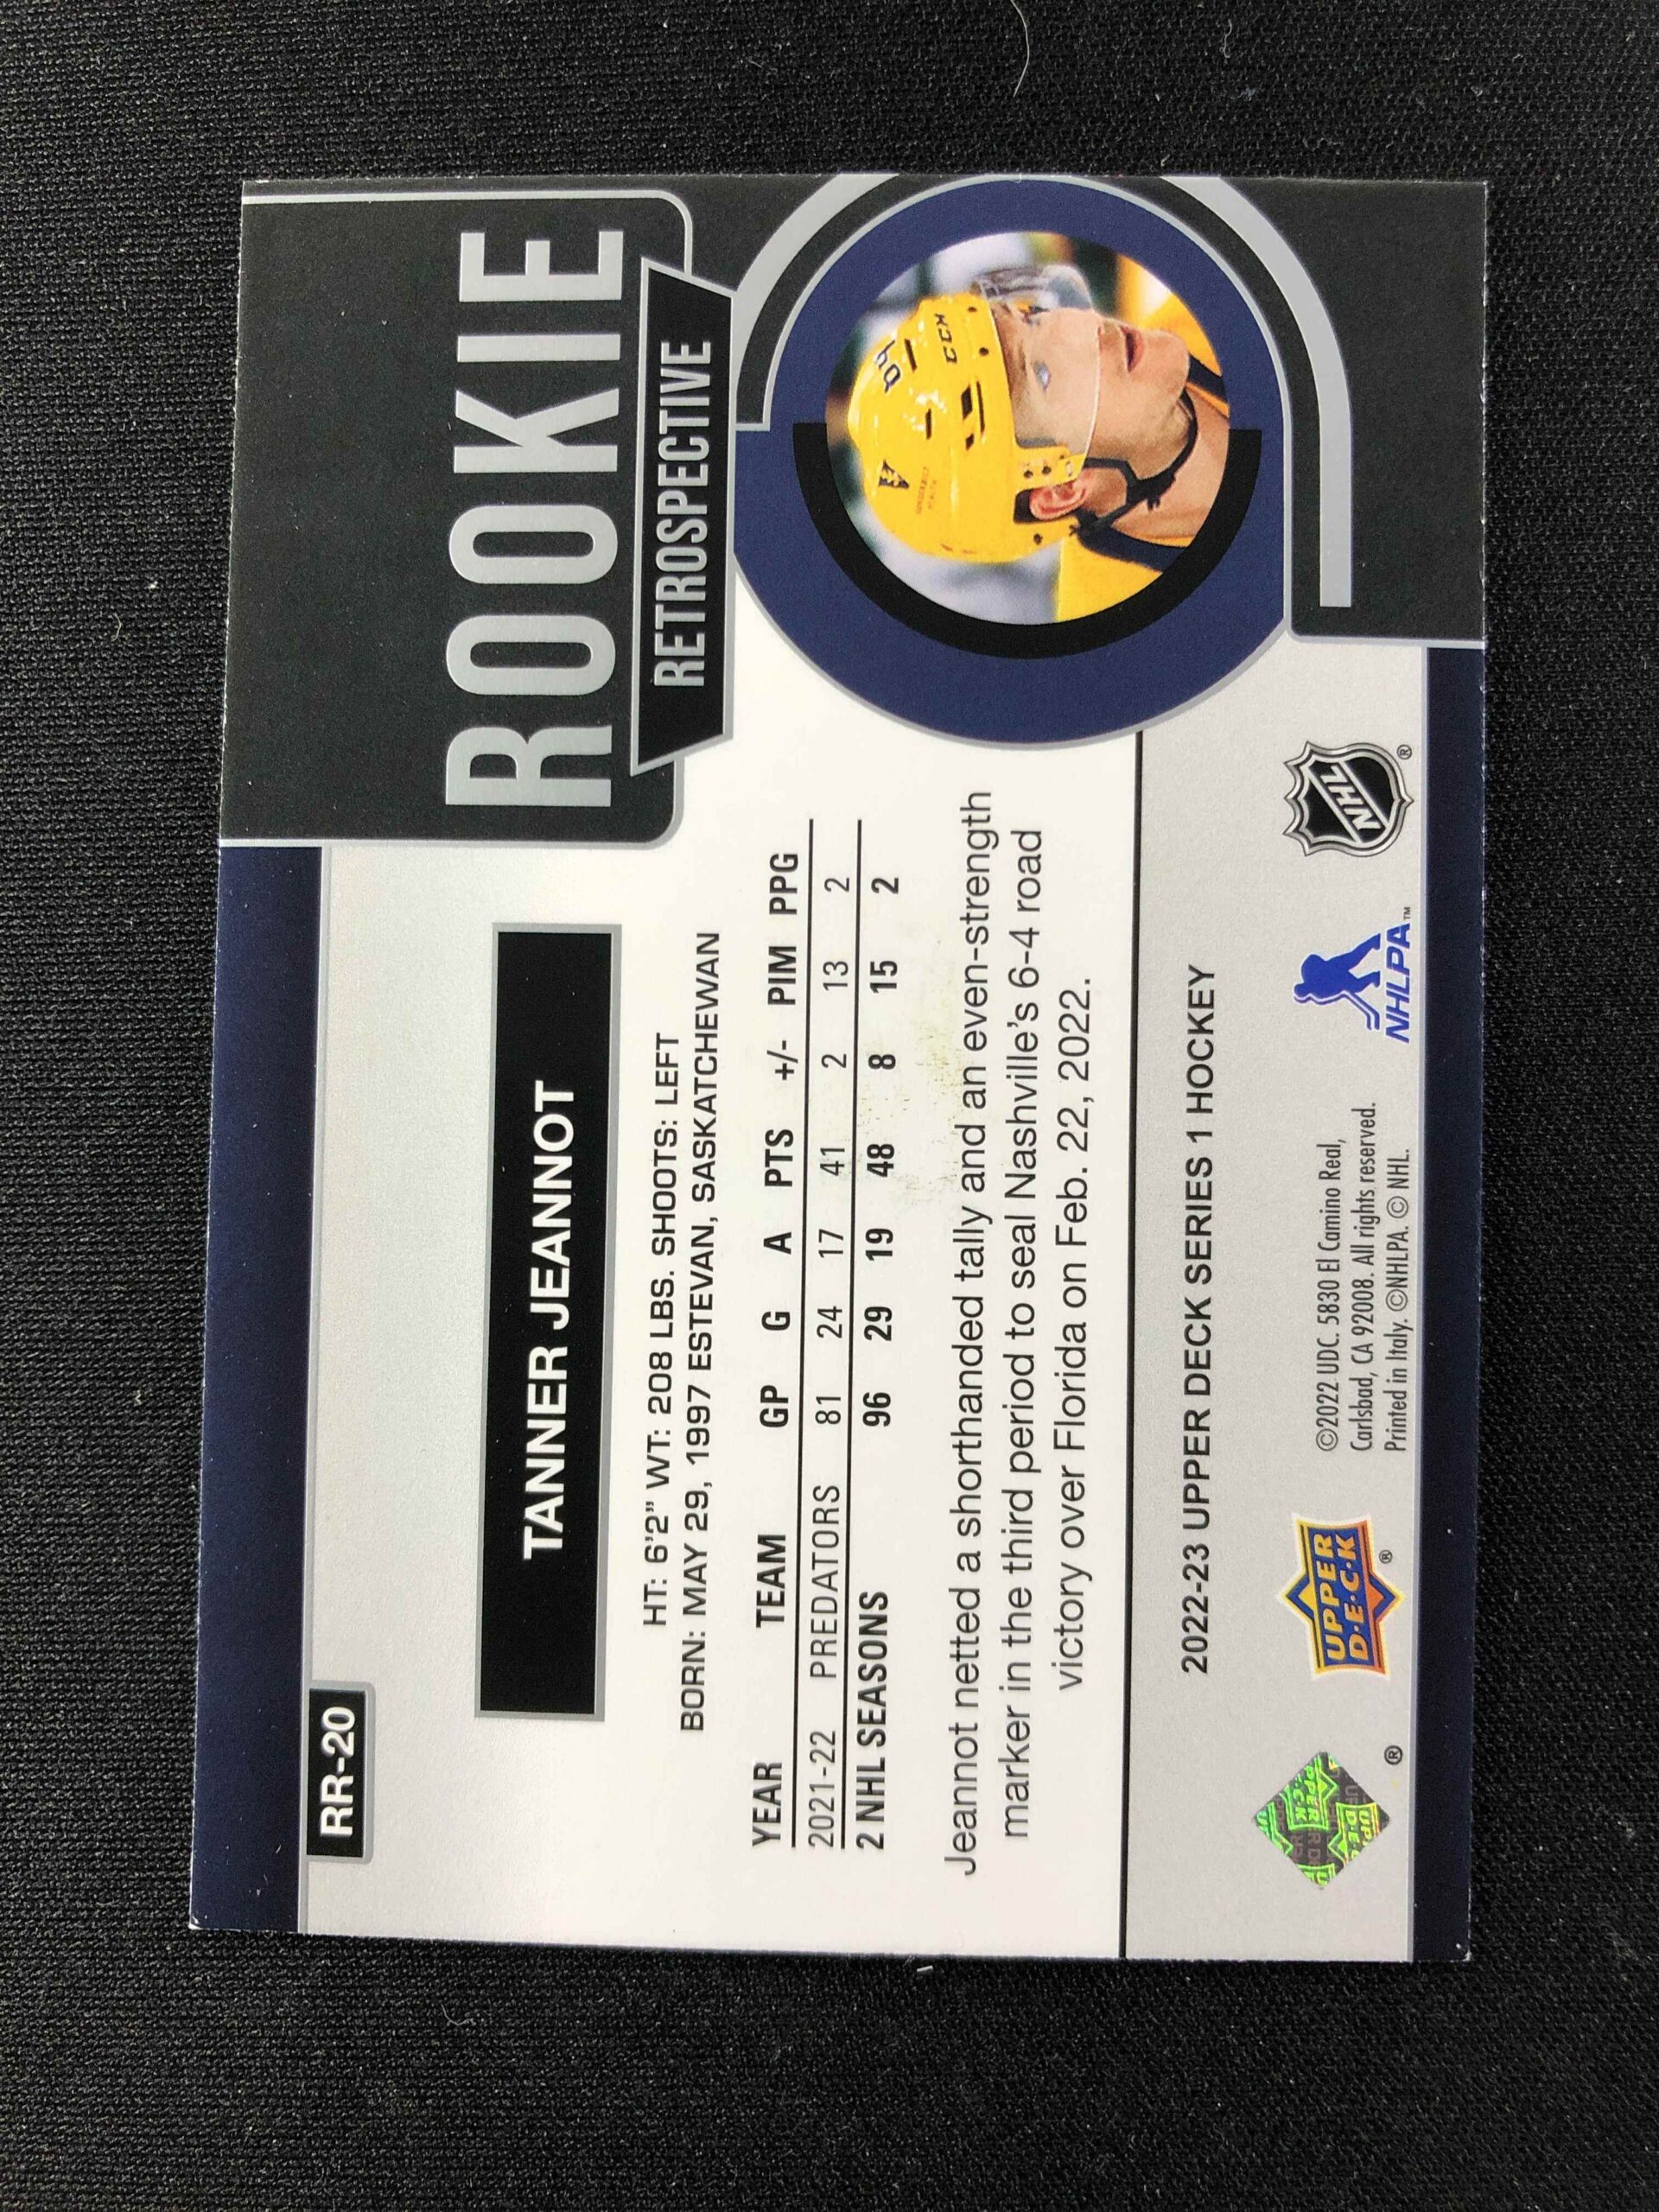 RR-20
ROOKIE
RETROSPECTIVE
TANNER JEANNOT
HT: 6'2" WT: 208 LBS. SHOOTS: LEFT
BORN: MAY 29, 1997 ESTEVAN, SASKATCHEWAN
YEAR TEAM GP G A PTS +/- PIM PPG
2021-22 PREDATORS 81 24 17 41 2 13 2
2 NHL SEASONS 96 29 19 48 8 15 2
Jeannot netted a shorthanded tally and an even-strength
marker in the third period to seal Nashville's 6-4 road
victory over Florida on Feb. 22, 2022.
2022-23 UPPER DECK SERIES 1 HOCKEY
CCM
®
UPPER
D·E·C·K
®
©2022 UDC. 5830 El Camino Real,
Carlsbad, CA 92008. All rights reserved.
Printed in Italy. ©NHLPA. © NHL.
NHLPA™
NHL
®